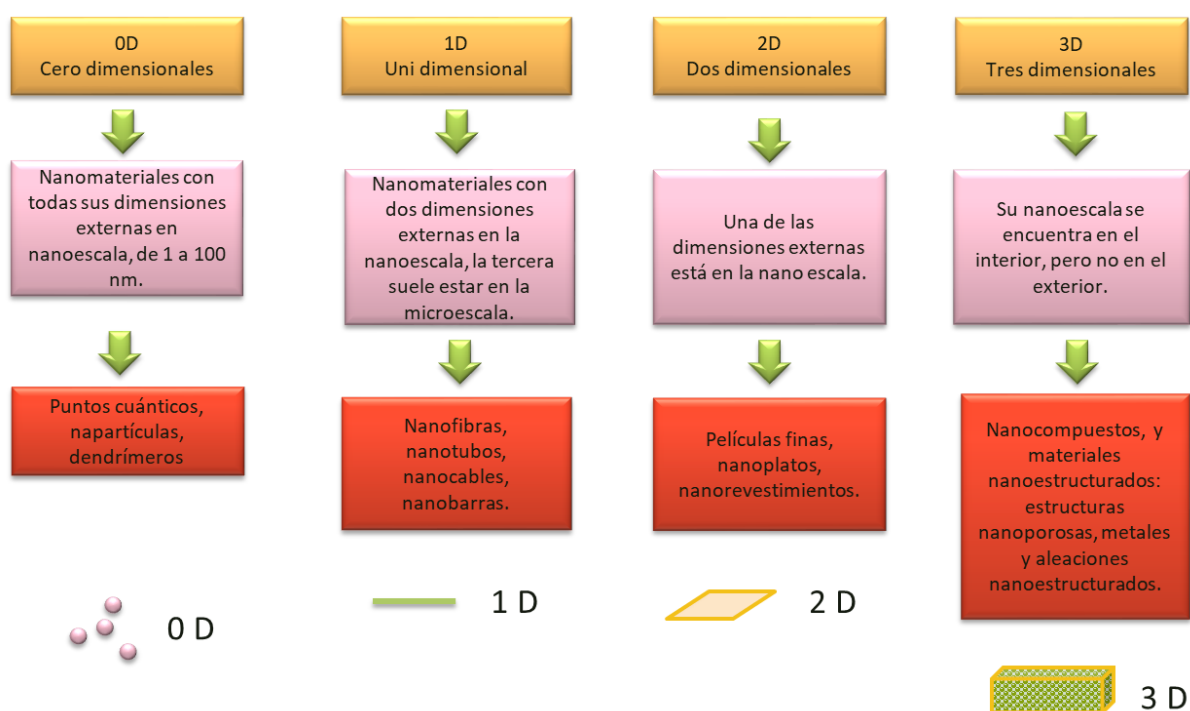 0D
Cero dimensionales
Nanomateriales con
todas sus dimensiones
externas en
nanoescala, de 1 a 100
nm.
Puntos cuánticos,
napartículas,
dendrímeros
0 D
1D
Uni dimensional
Nanomateriales con
dos dimensiones
externas en la
nanoescala, la tercera
suele estar en la
microescala.
Nanofibras,
nanotubos,
nanocables,
nanobarras.
1 D
2D
Dos dimensionales
Una de las
dimensiones externas
está en la nano escala.
Películas finas,
nanoplatos,
nanorevestimientos.
2 D
3D
Tres dimensionales
Su nanoescala se
encuentra en el
interior, pero no en el
exterior.
Nanocompuestos, y
materiales
nanoestructurados:
estructuras
nanoporosas, metales
y aleaciones
nanoestructurados.
3 D